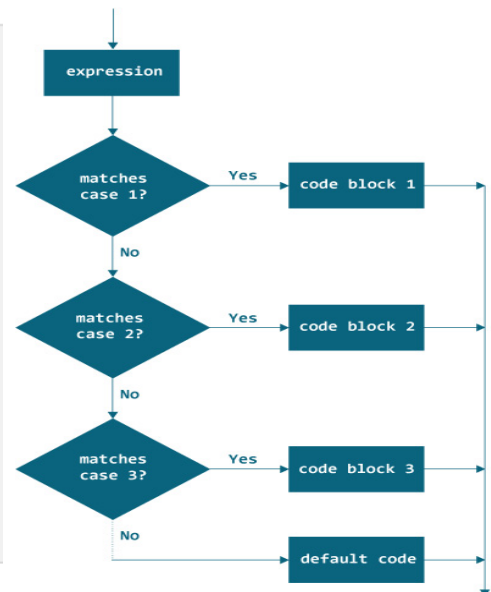 expression
matches
case 1?
Yes
code block 1
No
matches
case 2?
Yes
code block 2
No
matches
case 3?
Yes
code block 3
No
default code